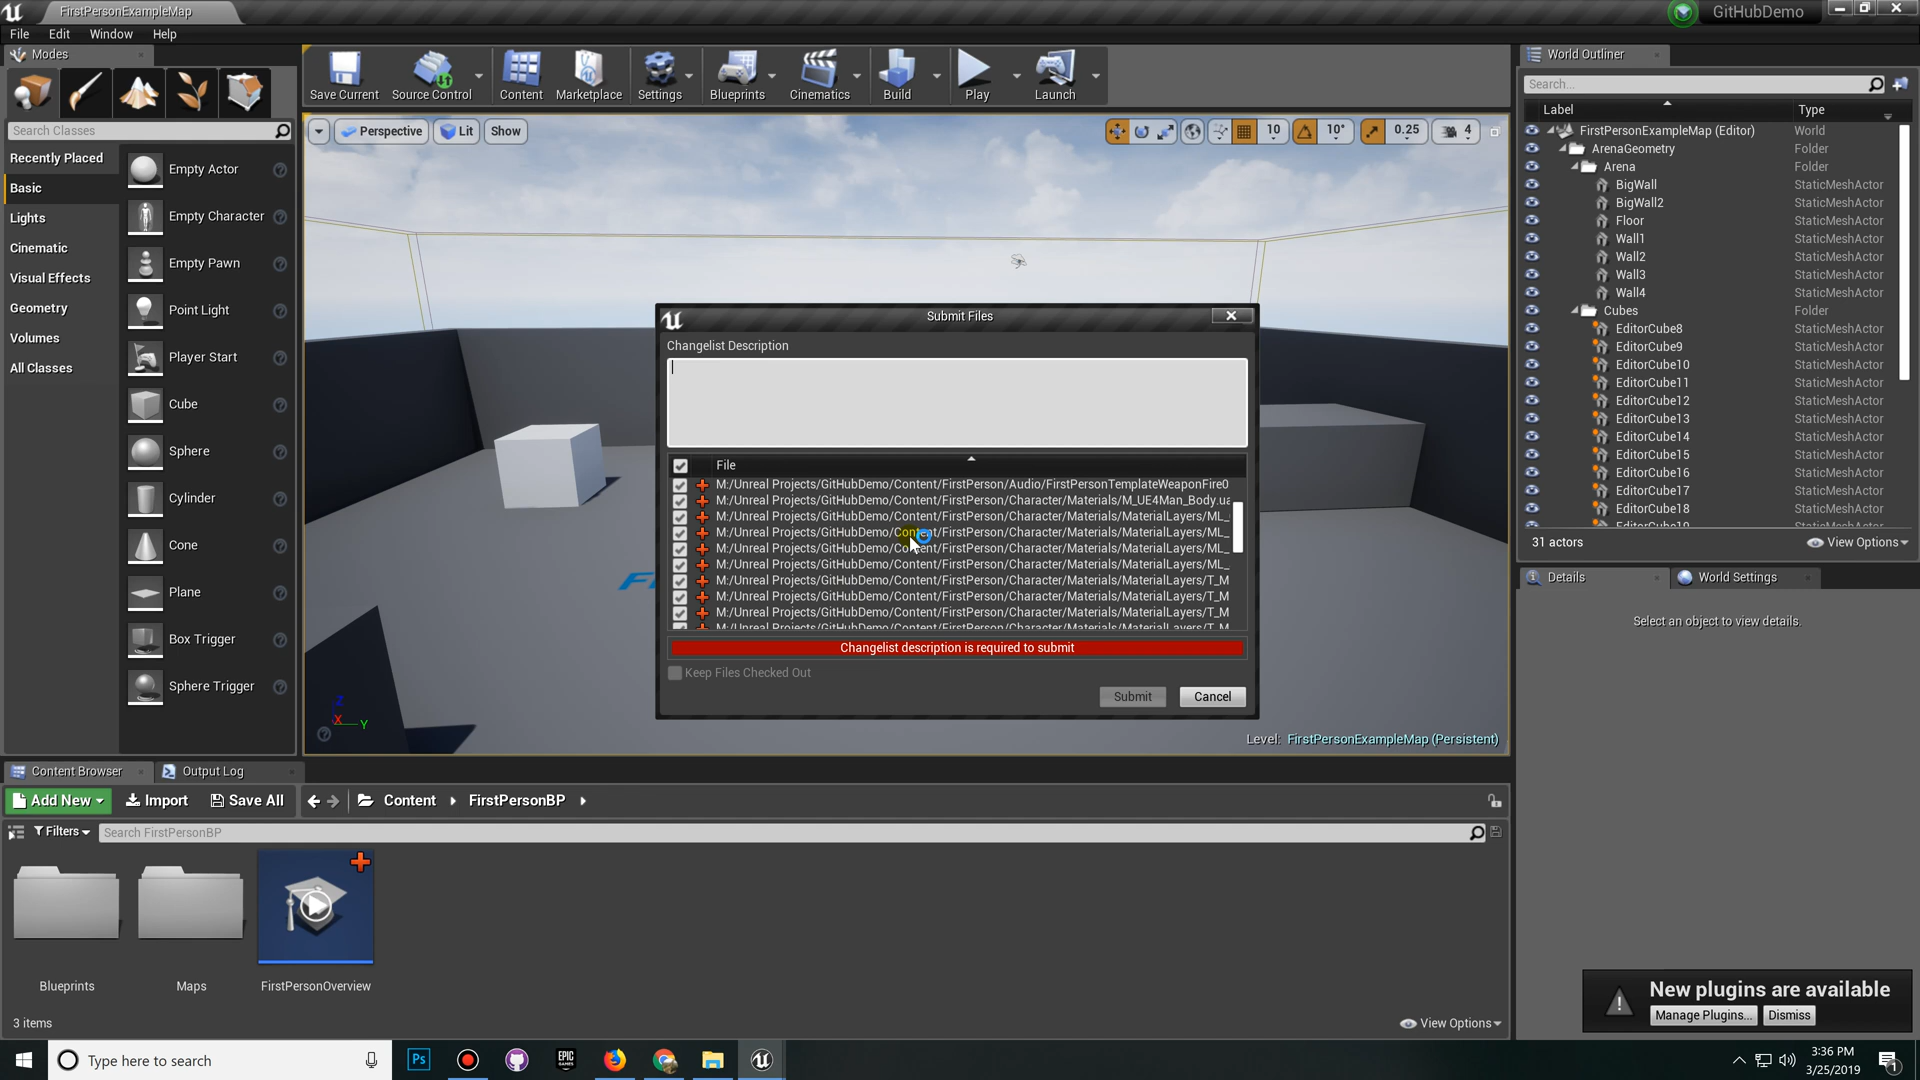 FirstPersonExampleMap
GitHubDemo
File Edit Window Help
Modes
Save Current
Source Control
Content
Marketplace
Settings
Blueprints
Cinematics
Build
Play
Launch
Search Classes
Recently Placed
Basic
Lights
Cinematic
Visual Effects
Geometry
Volumes
All Classes
Empty Actor
Empty Character
Empty Pawn
Point Light
Player Start
Cube
Sphere
Cylinder
Cone
Plane
Box Trigger
Sphere Trigger
Perspective
Lit
Show
10
10°
0.25
4
Submit Files
Changelist Description
File
M:/Unreal Projects/GitHubDemo/Content/FirstPerson/Audio/FirstPersonTemplateWeaponFire0
M:/Unreal Projects/GitHubDemo/Content/FirstPerson/Character/Materials/M_UE4Man_Body.ua
M:/Unreal Projects/GitHubDemo/Content/FirstPerson/Character/Materials/MaterialLayers/ML_
M:/Unreal Projects/GitHubDemo/Content/FirstPerson/Character/Materials/MaterialLayers/ML_
M:/Unreal Projects/GitHubDemo/Content/FirstPerson/Character/Materials/MaterialLayers/ML_
M:/Unreal Projects/GitHubDemo/Content/FirstPerson/Character/Materials/MaterialLayers/ML_
M:/Unreal Projects/GitHubDemo/Content/FirstPerson/Character/Materials/MaterialLayers/T_M
M:/Unreal Projects/GitHubDemo/Content/FirstPerson/Character/Materials/MaterialLayers/T_M
M:/Unreal Projects/GitHubDemo/Content/FirstPerson/Character/Materials/MaterialLayers/T_M
M:/Unreal Projects/GitHubDemo/Content/FirstPerson/Character/Materials/MaterialLayers/T_M
Changelist description is required to submit
Keep Files Checked Out
Submit
Cancel
X
Z
Y
Level: FirstPersonExampleMap (Persistent)
World Outliner
Search...
Label Type
FirstPersonExampleMap (Editor) World
ArenaGeometry Folder
Arena Folder
BigWall StaticMeshActor
BigWall2 StaticMeshActor
Floor StaticMeshActor
Wall1 StaticMeshActor
Wall2 StaticMeshActor
Wall3 StaticMeshActor
Wall4 StaticMeshActor
Cubes Folder
EditorCube8 StaticMeshActor
EditorCube9 StaticMeshActor
EditorCube10 StaticMeshActor
EditorCube11 StaticMeshActor
EditorCube12 StaticMeshActor
EditorCube13 StaticMeshActor
EditorCube14 StaticMeshActor
EditorCube15 StaticMeshActor
EditorCube16 StaticMeshActor
EditorCube17 StaticMeshActor
EditorCube18 StaticMeshActor
31 actors
View Options
Details
World Settings
Select an object to view details.
Content Browser
Output Log
Add New
Import
Save All
Content
FirstPersonBP
Filters
Search FirstPersonBP
Blueprints
Maps
FirstPersonOverview
3 items
View Options
New plugins are available
Manage Plugins...
Dismiss
Type here to search
Ps
EPIC GAMES
3:36 PM
3/25/2019
1